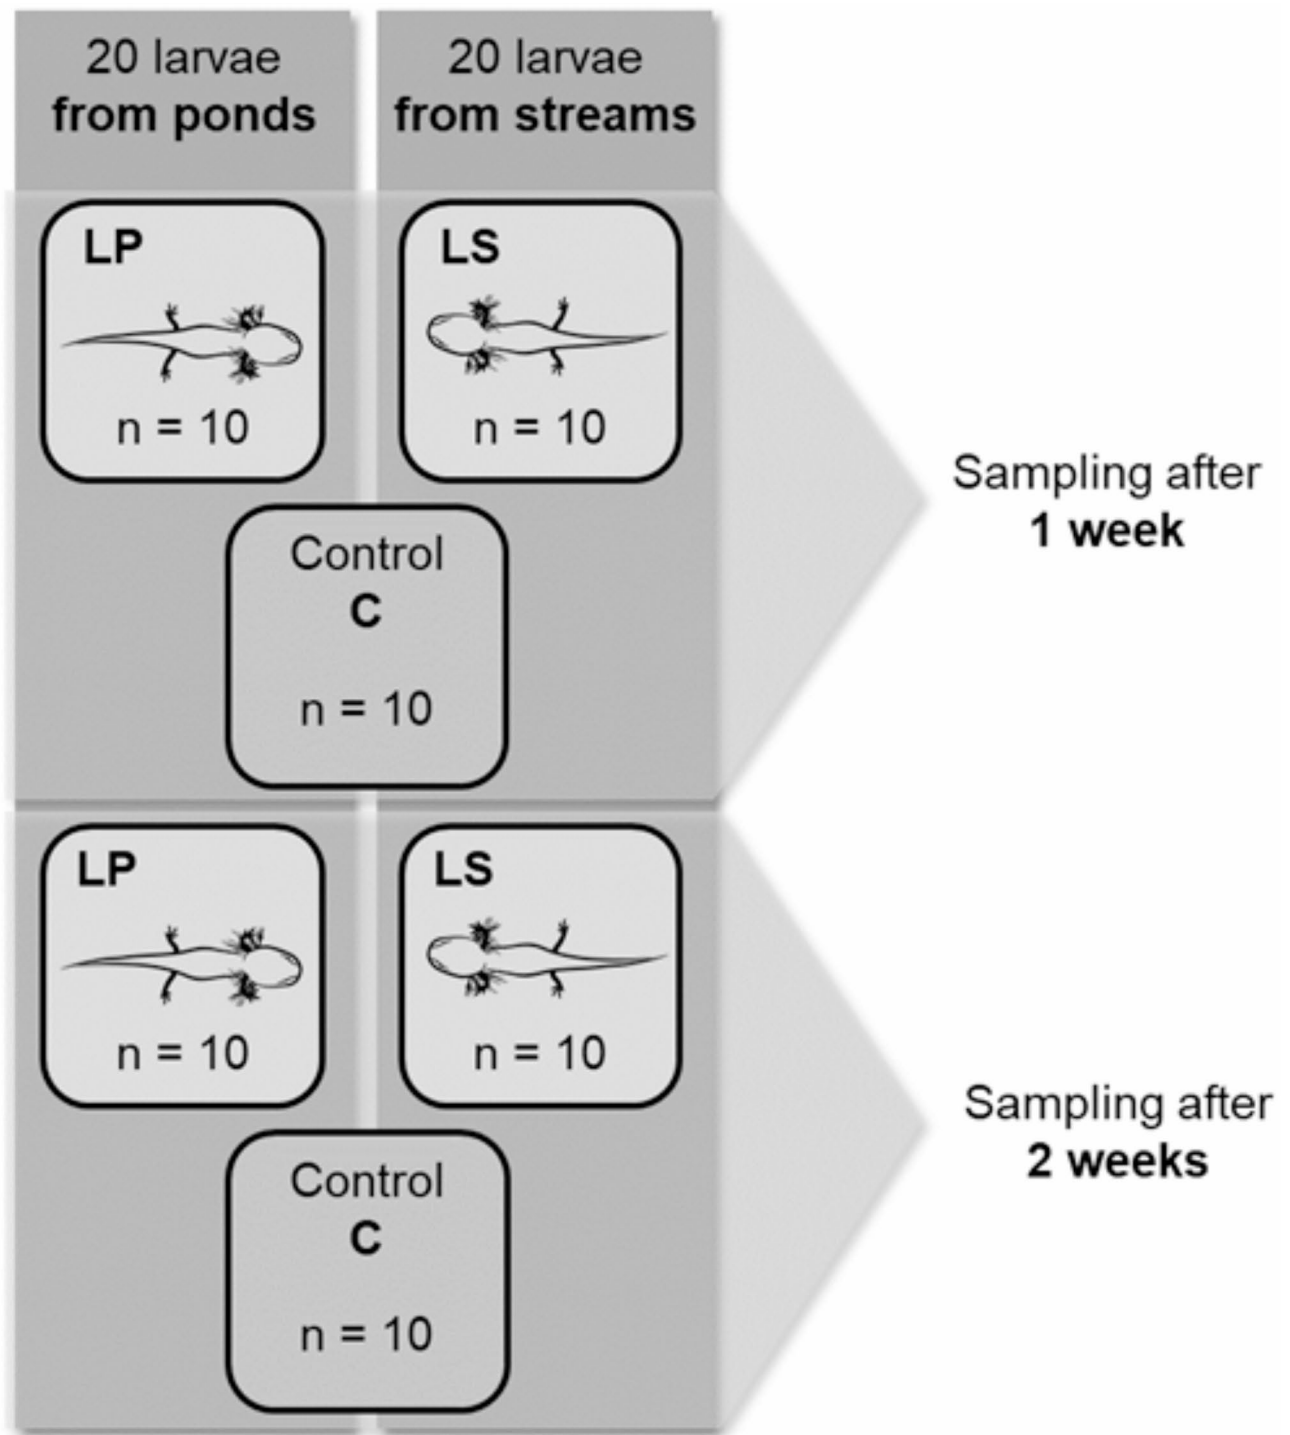 20 larvae
from ponds
20 larvae
from streams
LP
n = 10
LS
n = 10
Control
C
n = 10
Sampling after
1 week
LP
n = 10
LS
n = 10
Control
C
n = 10
Sampling after
2 weeks